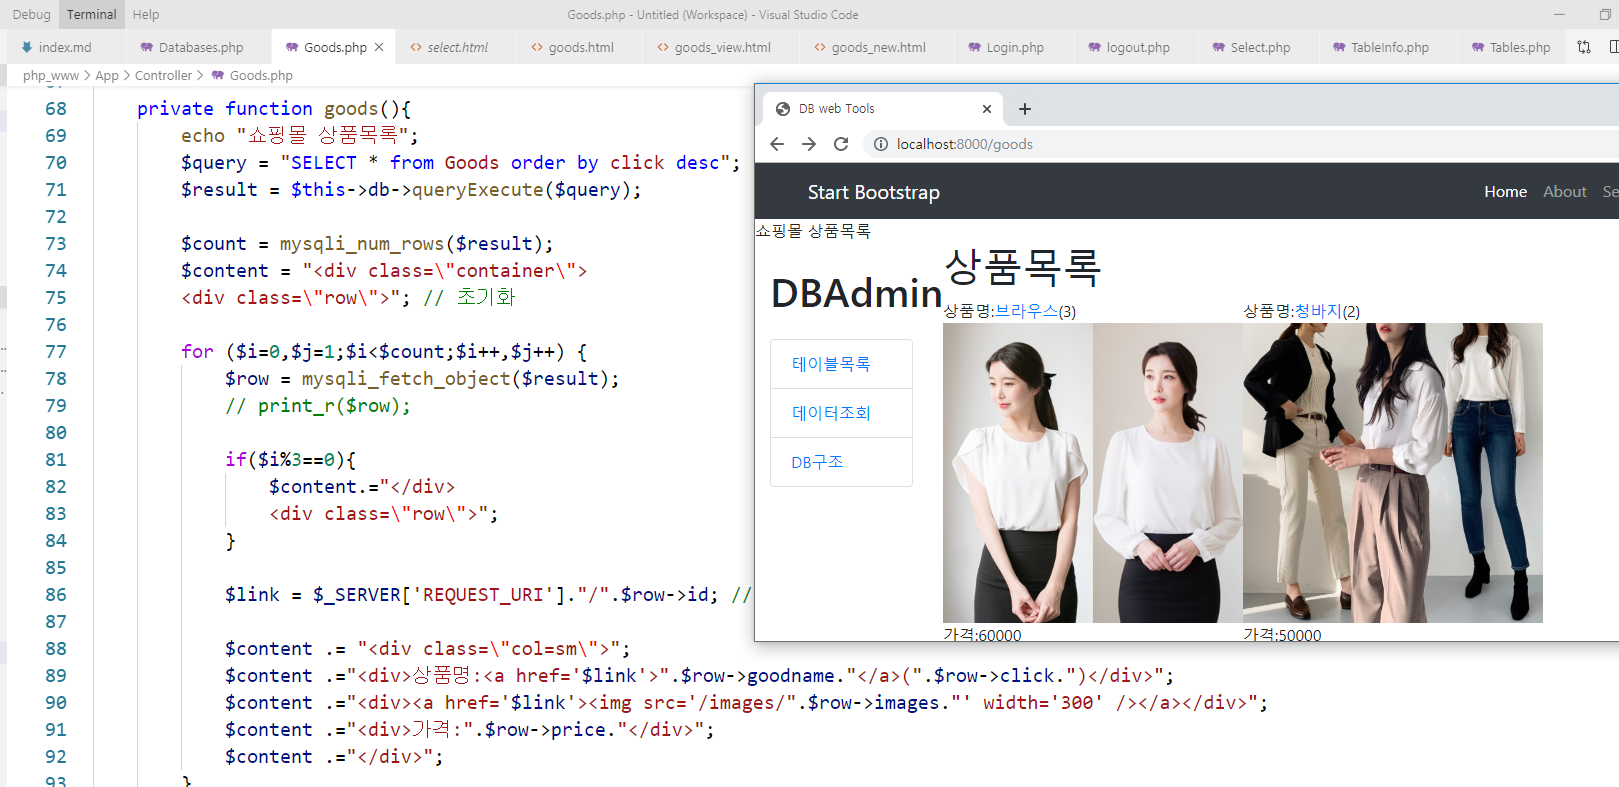 Debug Terminal Help Goods.php - Untitled (Workspace) - Visual Studio Code
index.md Databases.php Goods.php select.html goods.html goods_view.html goods_new.html Login.php logout.php Select.php TableInfo.php Tables.php
php_www > App > Controller > Goods.php
68 private function goods(){
69 echo "쇼핑몰 상품목록";
70 $query = "SELECT * from Goods order by click desc";
71 $result = $this->db->queryExecute($query);
72
73 $count = mysqli_num_rows($result);
74 $content = "<div class=\"container\">
75 <div class=\"row\">"; // 초기화
76
77 for ($i=0,$j=1;$i<$count;$i++,$j++) {
78 $row = mysqli_fetch_object($result);
79 // print_r($row);
80
81 if($i%3==0){
82 $content.="</div>
83 <div class=\"row\">";
84 }
85
86 $link = $_SERVER['REQUEST_URI']."/".$row->id; //
87
88 $content .= "<div class=\"col=sm\">";
89 $content .="<div>상품명:<a href='$link'>".$row->goodname."</a>(".$row->click.")</div>";
90 $content .="<div><a href='$link'><img src='/images/".$row->images."' width='300' /></a></div>";
91 $content .="<div>가격:".$row->price."</div>";
92 $content .="</div>";
93 }
DB web Tools
localhost:8000/goods
Start Bootstrap Home About Se
쇼핑몰 상품목록
DBAdmin
테이블목록
데이터조회
DB구조
상품목록
상품명:브라우스(3) 상품명:청바지(2)
가격:60000 가격:50000